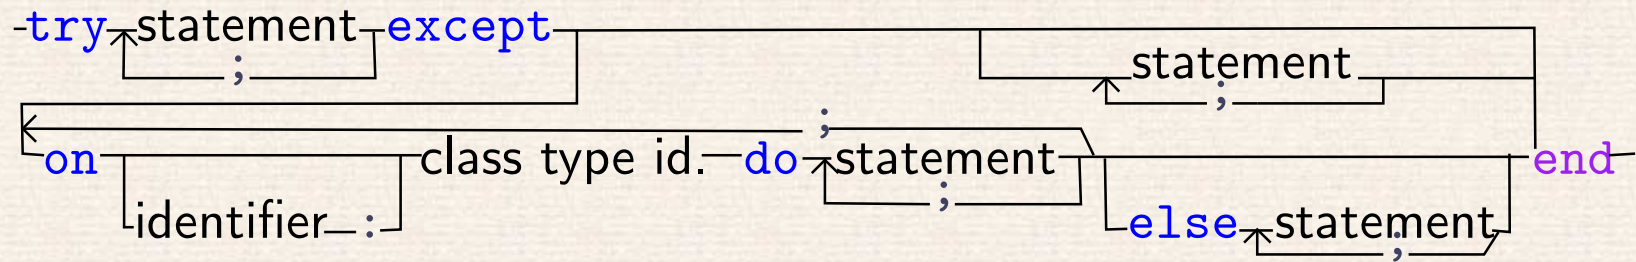 try statement except
;
statement
;
;
on class type id. do statement end
;
identifier :
else statement
;